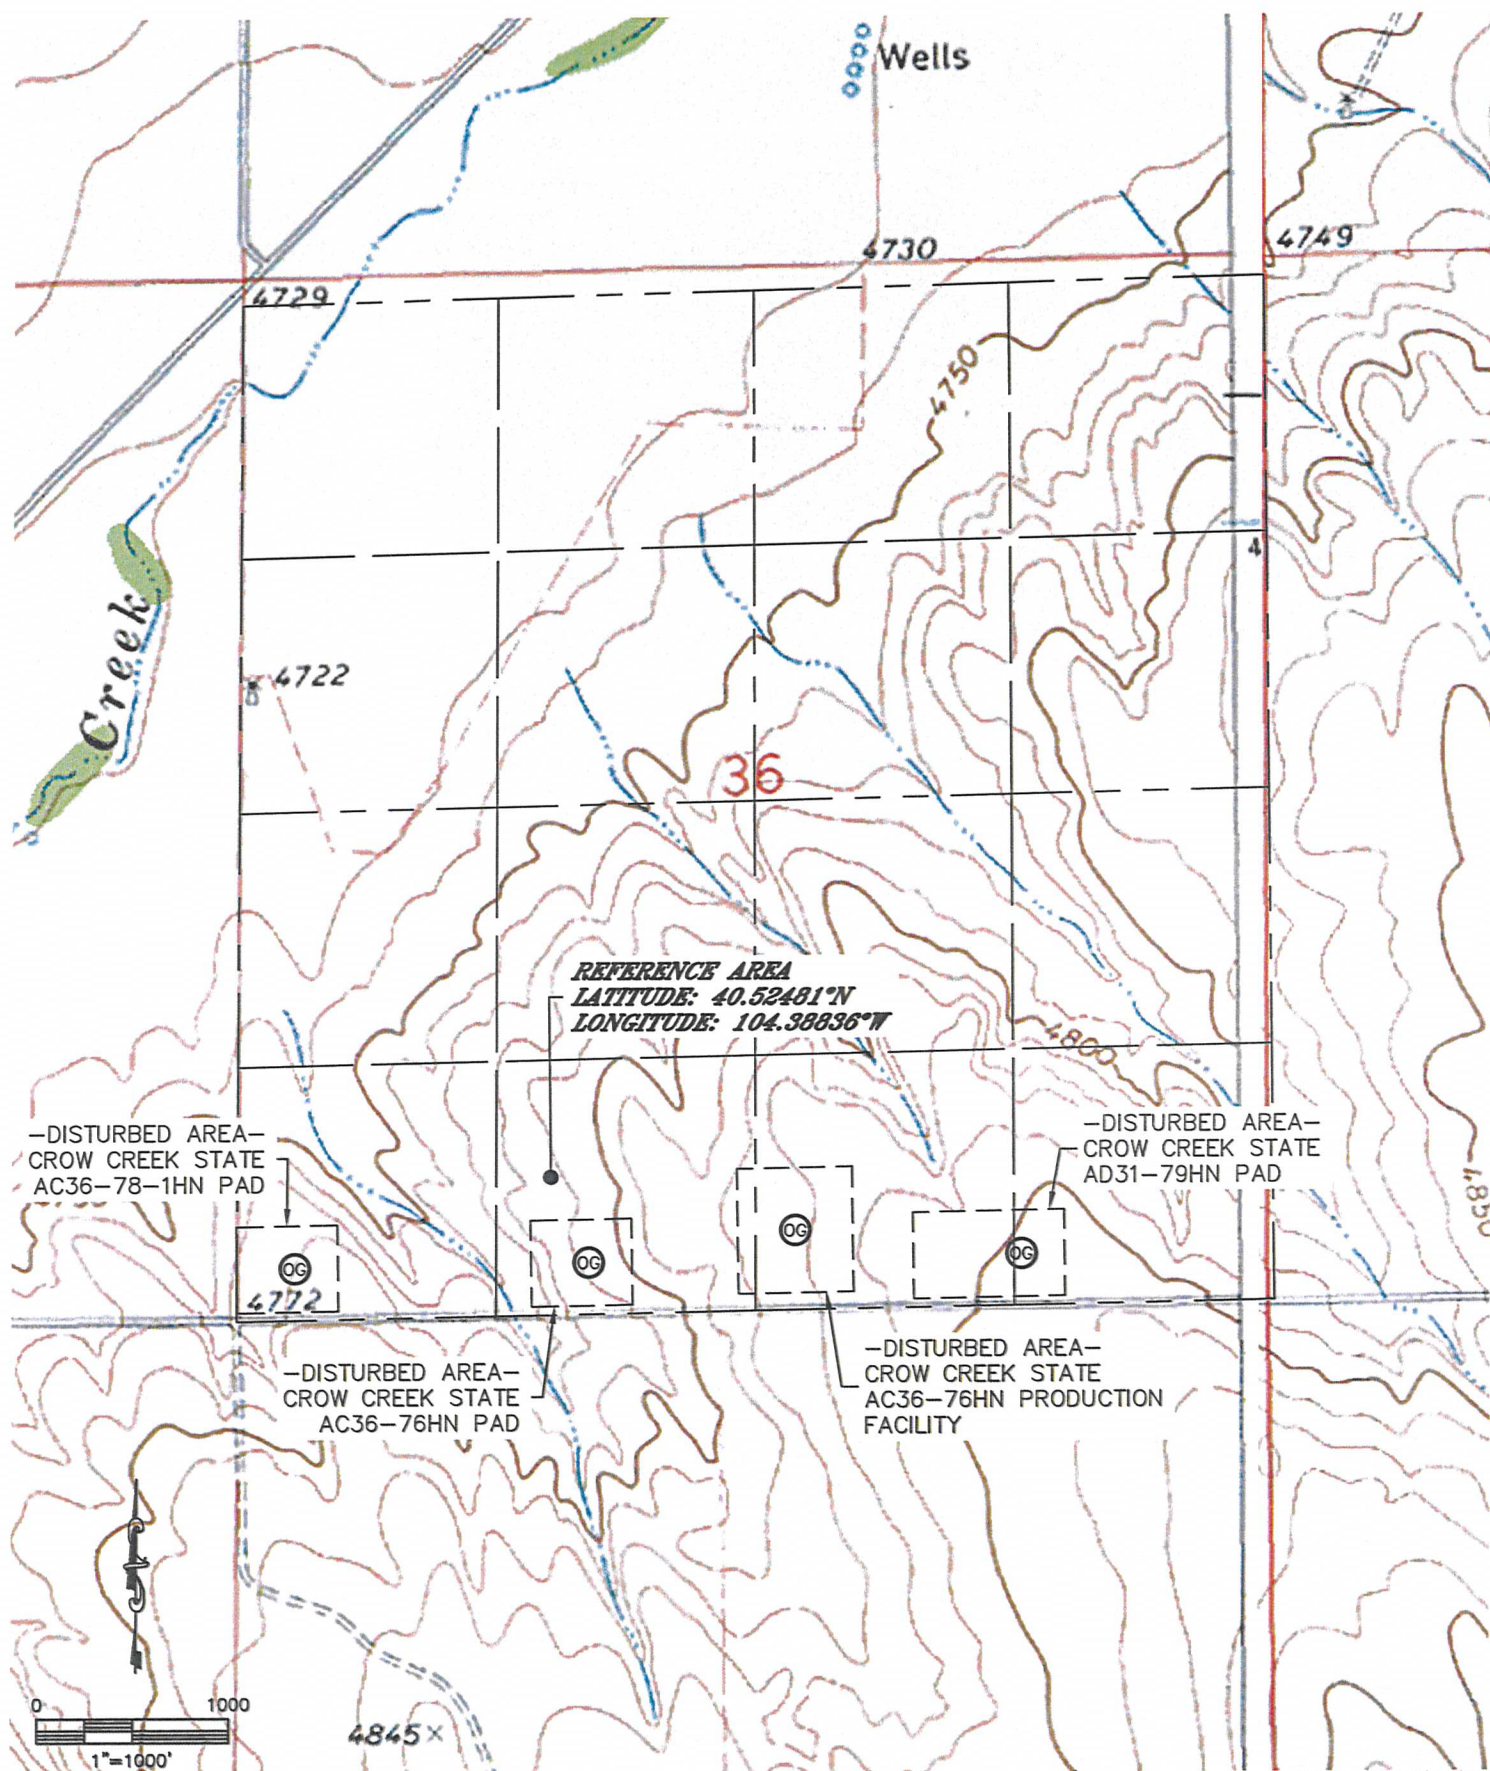 Wells
4730
4749
4729
4750
4
Creek
4722
36
REFERENCE AREA
LATITUDE: 40.52481°N
LONGITUDE: 104.38836°W
4800
-DISTURBED AREA-
CROW CREEK STATE
AC36-78-1HN PAD
-DISTURBED AREA-
CROW CREEK STATE
AD31-79HN PAD
4850
OG
OG
OG
OG
4772
-DISTURBED AREA-
CROW CREEK STATE
AC36-76HN PAD
-DISTURBED AREA-
CROW CREEK STATE
AC36-76HN PRODUCTION
FACILITY
0 1000
1"=1000'
4845×